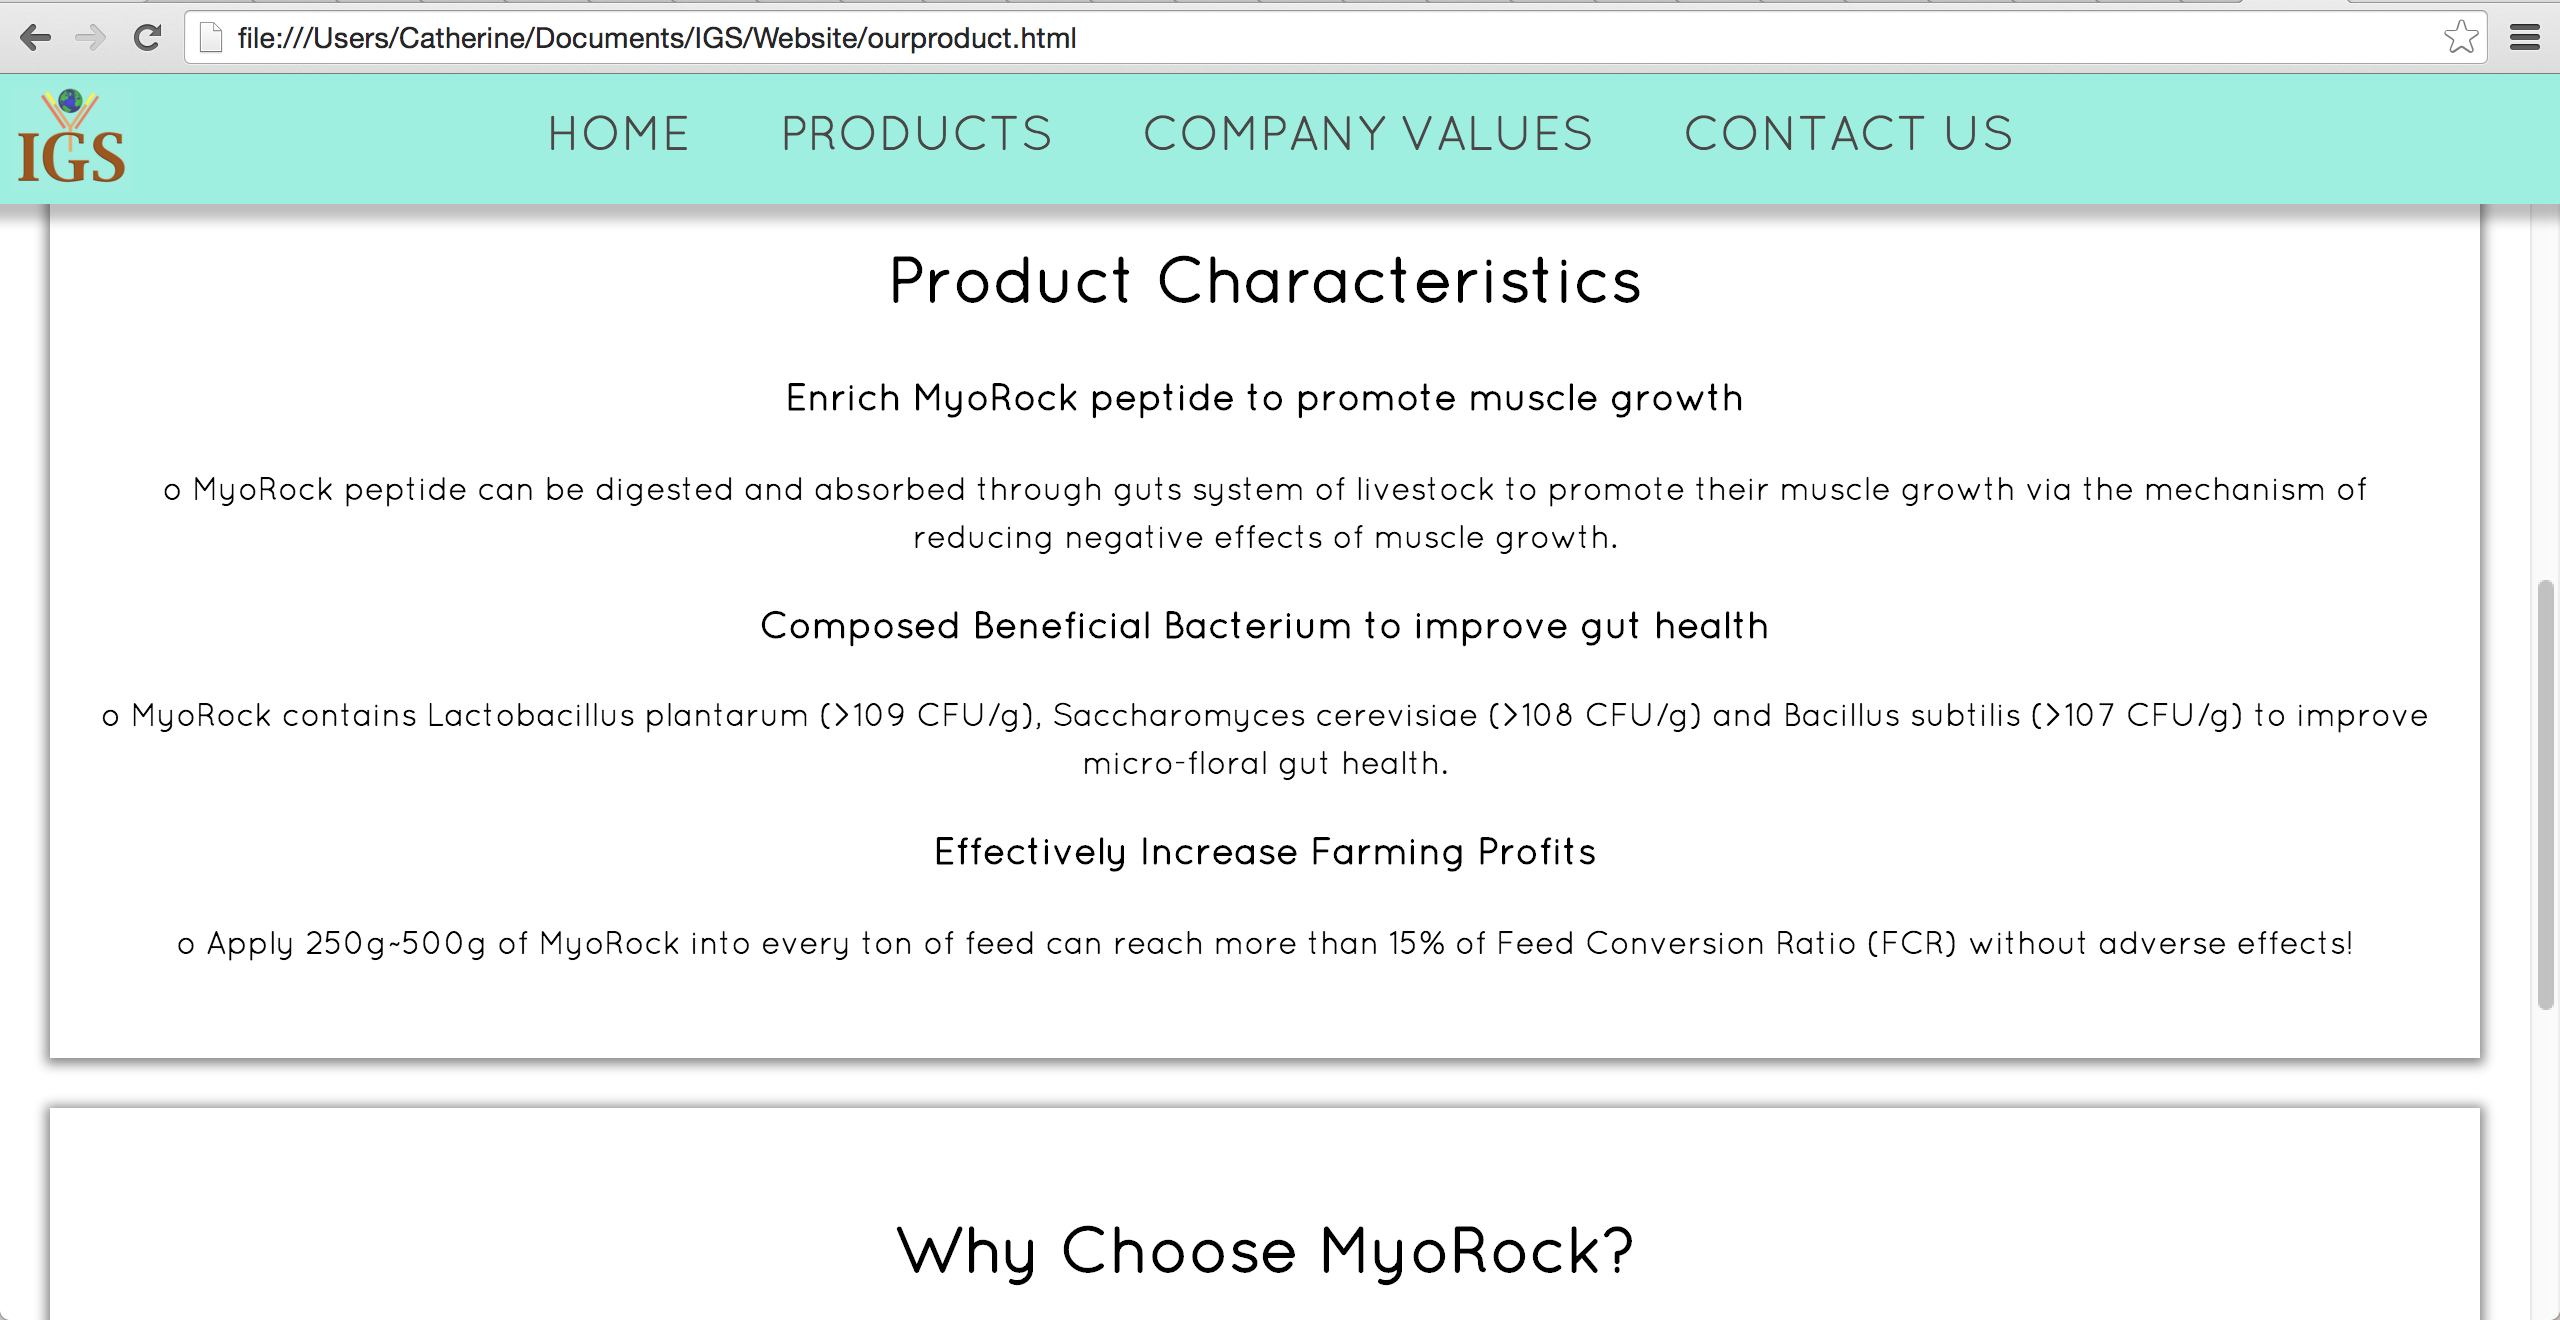 file:///Users/Catherine/Documents/IGS/Website/ourproduct.html
IGS
HOME PRODUCTS COMPANY VALUES CONTACT US
Product Characteristics
Enrich MyoRock peptide to promote muscle growth
o MyoRock peptide can be digested and absorbed through guts system of livestock to promote their muscle growth via the mechanism of
reducing negative effects of muscle growth.
Composed Beneficial Bacterium to improve gut health
o MyoRock contains Lactobacillus plantarum (>109 CFU/g), Saccharomyces cerevisiae (>108 CFU/g) and Bacillus subtilis (>107 CFU/g) to improve
micro-floral gut health.
Effectively Increase Farming Profits
o Apply 250g~500g of MyoRock into every ton of feed can reach more than 15% of Feed Conversion Ratio (FCR) without adverse effects!
Why Choose MyoRock?